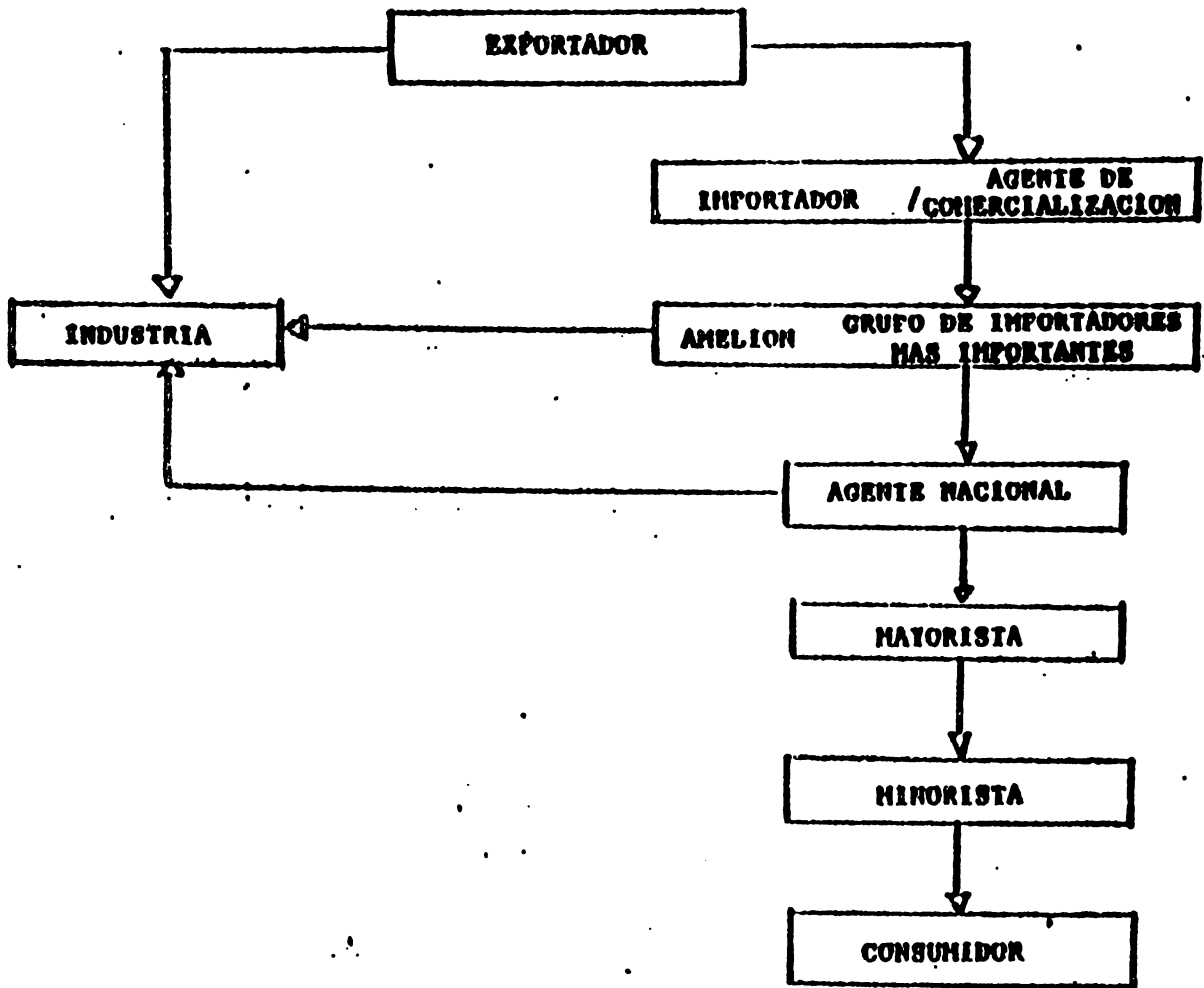 EXPORTADOR
IMPORTADOR / AGENTE DE
COMERCIALIZACION
INDUSTRIA
AMELION GRUPO DE IMPORTADORES
MAS IMPORTANTES
AGENTE NACIONAL
MAYORISTA
MINORISTA
CONSUMIDOR